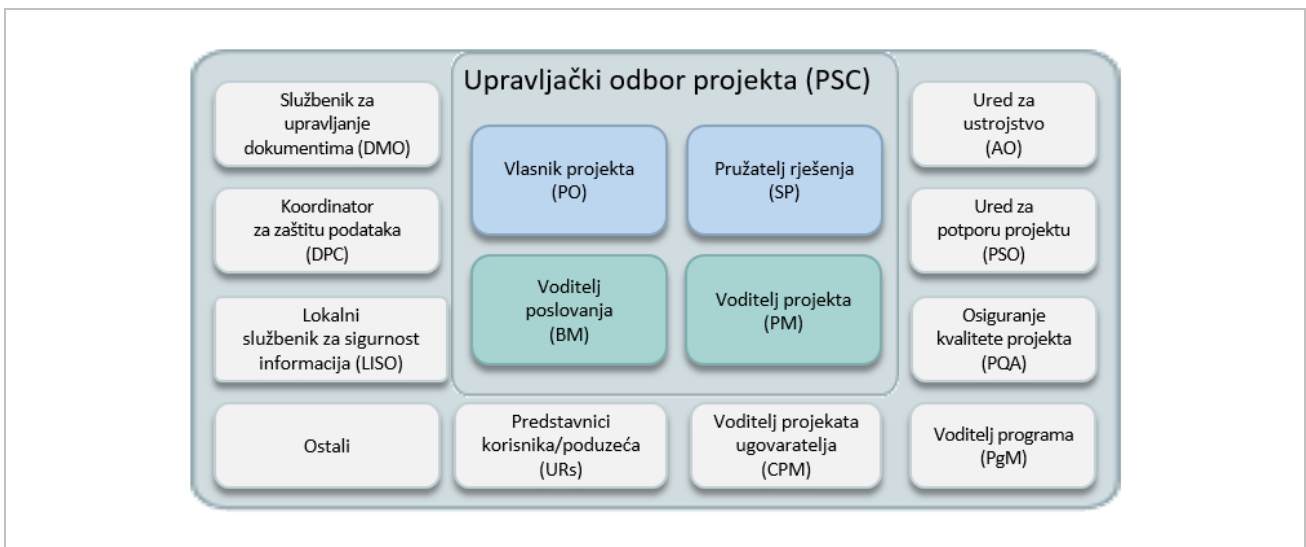 Upravljački odbor projekta (PSC)
Službenik za
upravljanje
dokumentima (DMO)
Koordinator
za zaštitu podataka
(DPC)
Lokalni
službenik za sigurnost
informacija (LISO)
Ostali
Vlasnik projekta
(PO)
Pružatelj rješenja
(SP)
Voditelj
poslovanja
(BM)
Voditelj projekta
(PM)
Predstavnici
korisnika/poduzeća
(URs)
Voditelj projekata
ugovaratelja
(CPM)
Ured za
ustrojstvo
(AO)
Ured za
potporu projektu
(PSO)
Osiguranje
kvalitete projekta
(PQA)
Voditelj programa
(PgM)